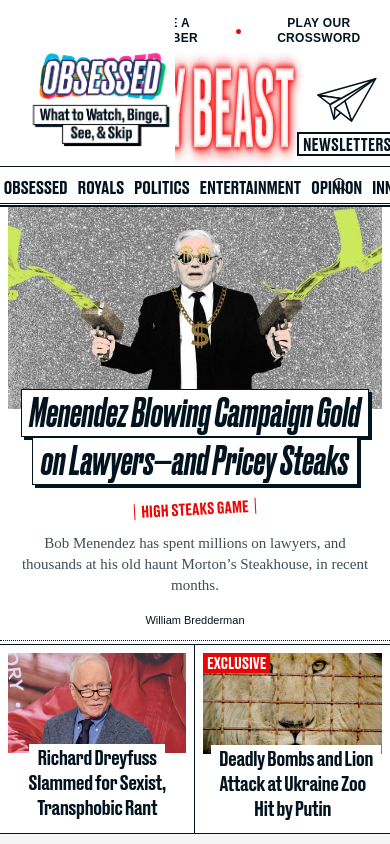 E A
BER
PLAY OUR
CROSSWORD
OBSESSED
What to Watch, Binge,
See, & Skip
Y BEAST
NEWSLETTERS
OBSESSED ROYALS POLITICS ENTERTAINMENT OPINION INN
$
Menendez Blowing Campaign Gold
on Lawyers—and Pricey Steaks
HIGH STEAKS GAME
Bob Menendez has spent millions on lawyers, and
thousands at his old haunt Morton’s Steakhouse, in recent
months.
William Bredderman
ORY
Richard Dreyfuss
Slammed for Sexist,
Transphobic Rant
EXCLUSIVE
Deadly Bombs and Lion
Attack at Ukraine Zoo
Hit by Putin